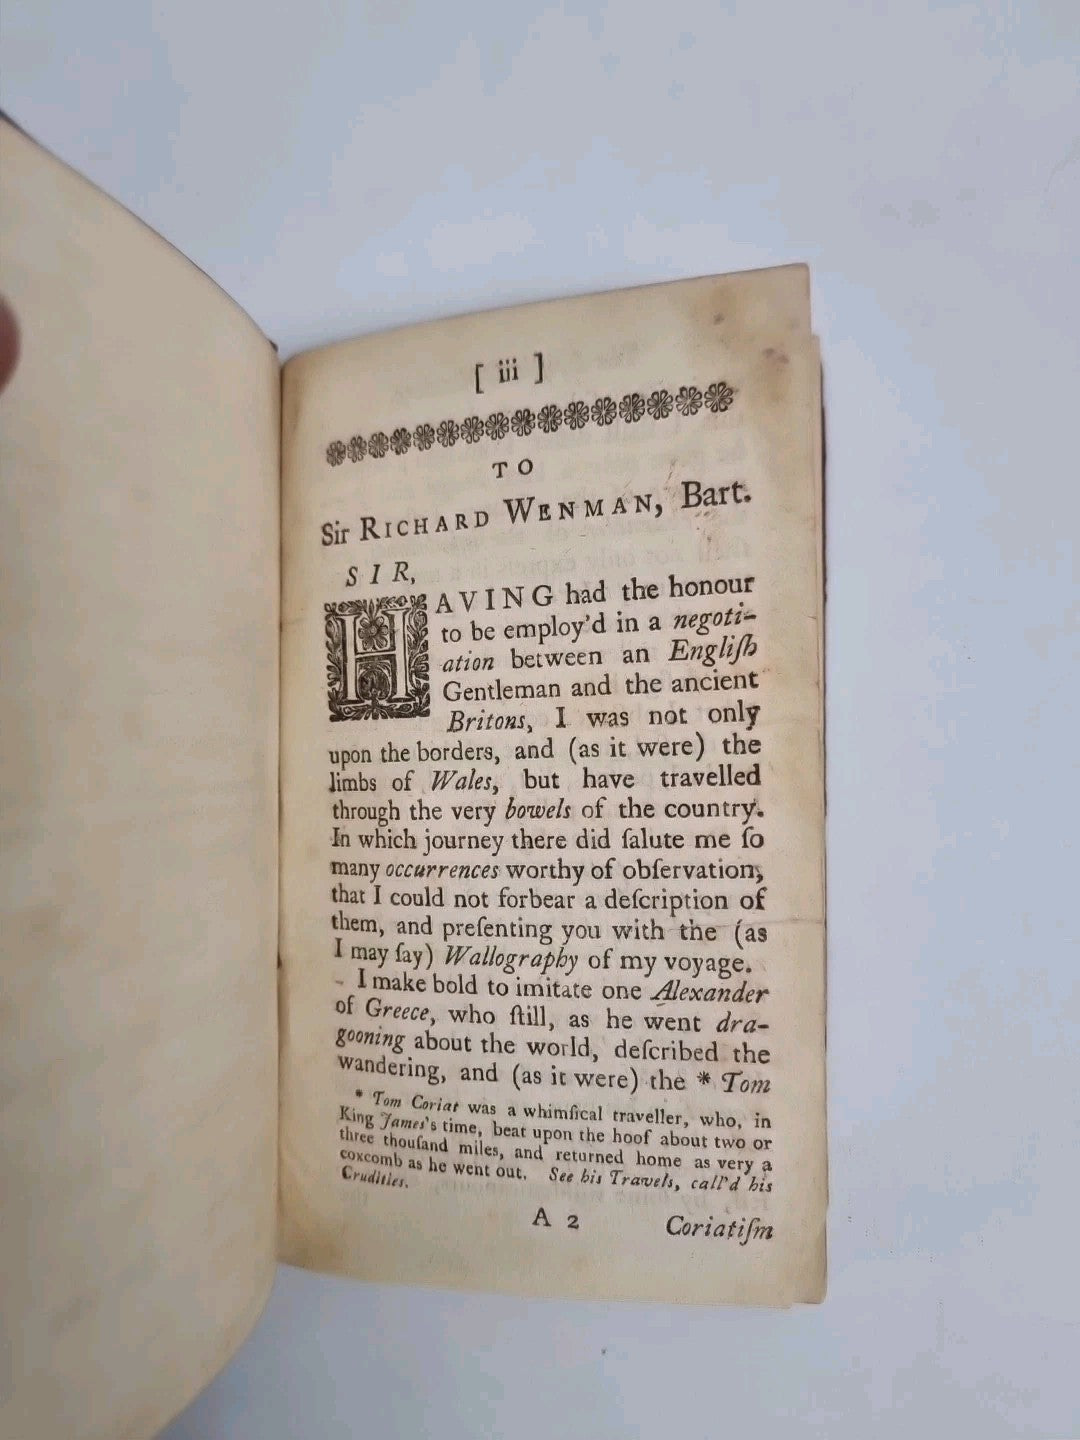 [ iii ]
TO
Sir RICHARD WENMAN, Bart.
SIR,
HAVING had the honour
to be employ'd in a negoti-
ation between an Engliſh
Gentleman and the ancient
Britons, I was not only
upon the borders, and (as it were) the
limbs of Wales, but have travelled
through the very bowels of the country.
In which journey there did ſalute me ſo
many occurrences worthy of obſervation,
that I could not forbear a deſcription of
them, and preſenting you with the (as
I may ſay) Wallography of my voyage.
I make bold to imitate one Alexander
of Greece, who ſtill, as he went dra-
gooning about the world, deſcribed the
wandering, and (as it were) the * Tom
* Tom Coriat was a whimſical traveller, who, in
King James's time, beat upon the hoof about two or
three thouſand miles, and returned home as very a
coxcomb as he went out. See his Travels, call'd his
Crudities.
A 2
Coriatiſm